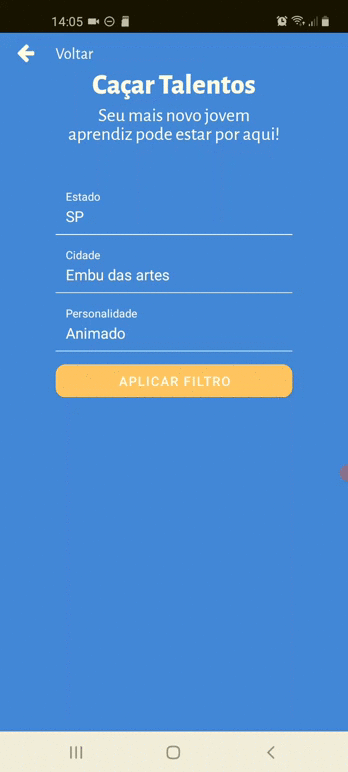 14:05
Voltar
Caçar Talentos
Seu mais novo jovem
aprendiz pode estar por aqui!
Estado
SP
Cidade
Embu das artes
Personalidade
Animado
APLICAR FILTRO